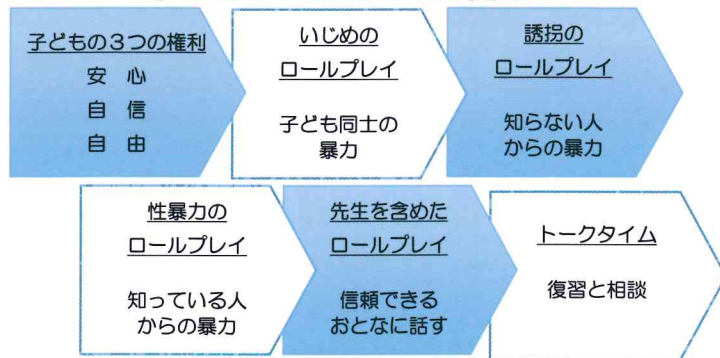 子どもの３つの権利
安　心
自　信
自　由
いじめの
ロールプレイ
子ども同士の
暴力
誘拐の
ロールプレイ
知らない人
からの暴力
性暴力の
ロールプレイ
知っている人
からの暴力
先生を含めた
ロールプレイ
信頼できる
おとなに話す
トークタイム
復習と相談